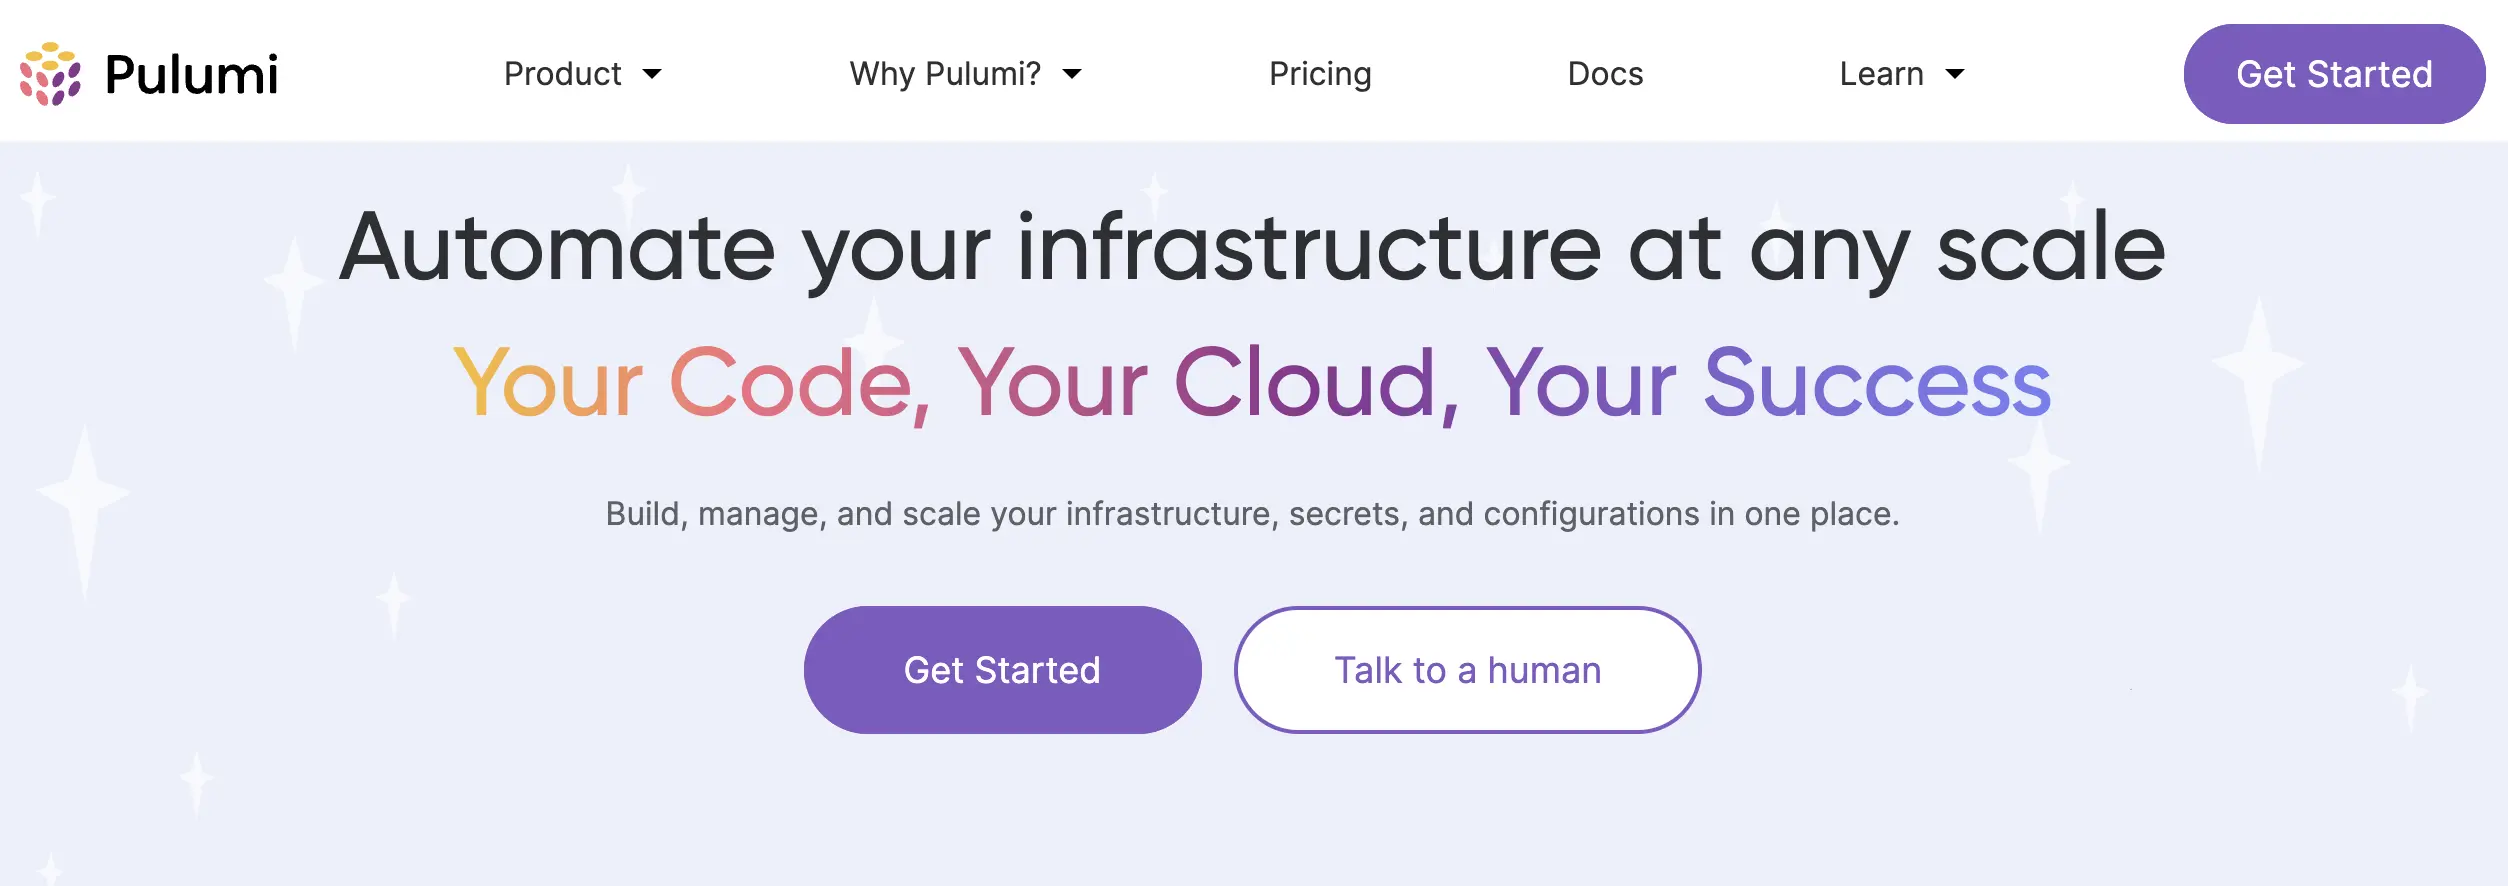 Pulumi
Product
Why Pulumi?
Pricing
Docs
Learn
Get Started
Automate your infrastructure at any scale
Your Code, Your Cloud, Your Success
Build, manage, and scale your infrastructure, secrets, and configurations in one place.
Get Started
Talk to a human